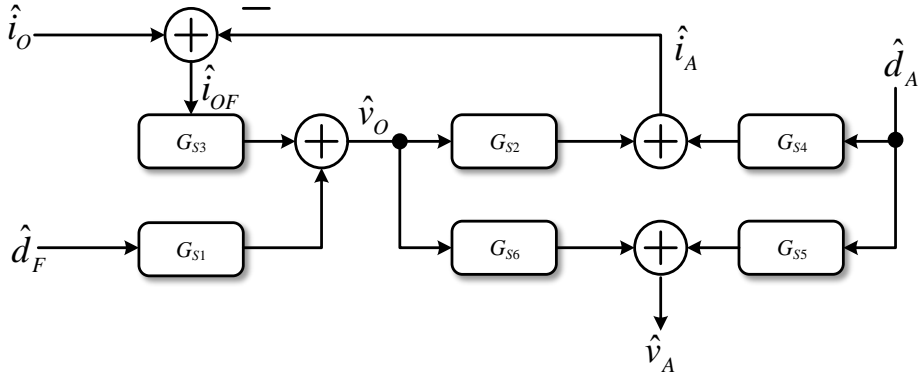 −
î_O
î_A
d̂_A
î_OF
v̂_O
G_S3
G_S2
G_S4
d̂_F
G_S1
G_S6
G_S5
v̂_A